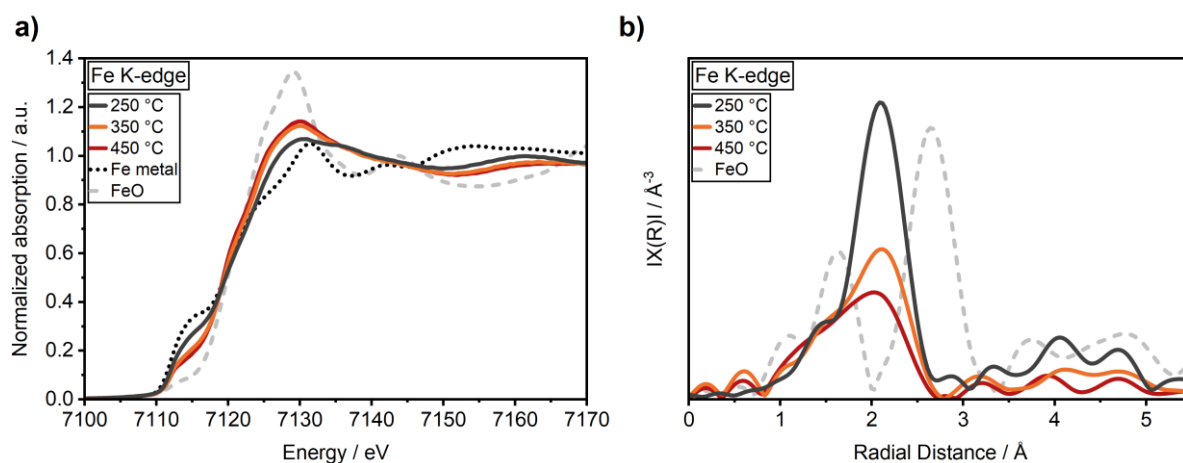 a)
Fe K-edge
250 °C
350 °C
450 °C
Fe metal
FeO
Normalized absorption / a.u.
1.4
1.2
1.0
0.8
0.6
0.4
0.2
0.0
7100 7110 7120 7130 7140 7150 7160 7170
Energy / eV
b)
Fe K-edge
250 °C
350 °C
450 °C
FeO
IX(R)I / Å-3
0 1 2 3 4 5
Radial Distance / Å